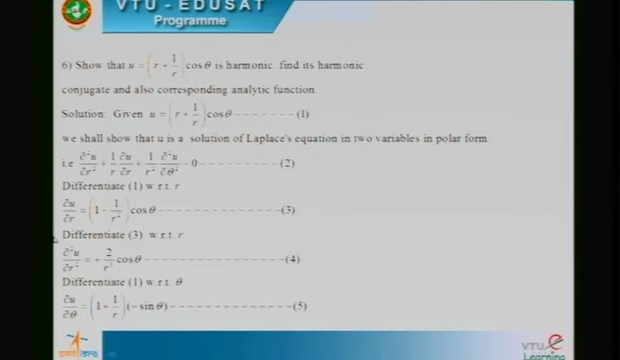 VTU - EDUSAT
Programme
6) Show that u = (r + 1/r) cos θ is harmonic. find its harmonic
conjugate and also corresponding analytic function.
Solution: Given u = (r + 1/r) cos θ -------- (1)
we shall show that u is a solution of Laplace's equation in two variables in polar form.
i.e ∂²u/∂r² + 1/r ∂u/∂r + 1/r² ∂²u/∂θ² = 0 -------- (2)
Differentiate (1) w.r.t. r
∂u/∂r = (1 - 1/r²) cos θ -------------- (3)
Differentiate (3) w.r.t. r
∂²u/∂r² = + 2/r³ cos θ ---------------- (4)
Differentiate (1) w.r.t. θ
∂u/∂θ = (1 + 1/r)(-sin θ) -------------- (5)
VTU e
Learning